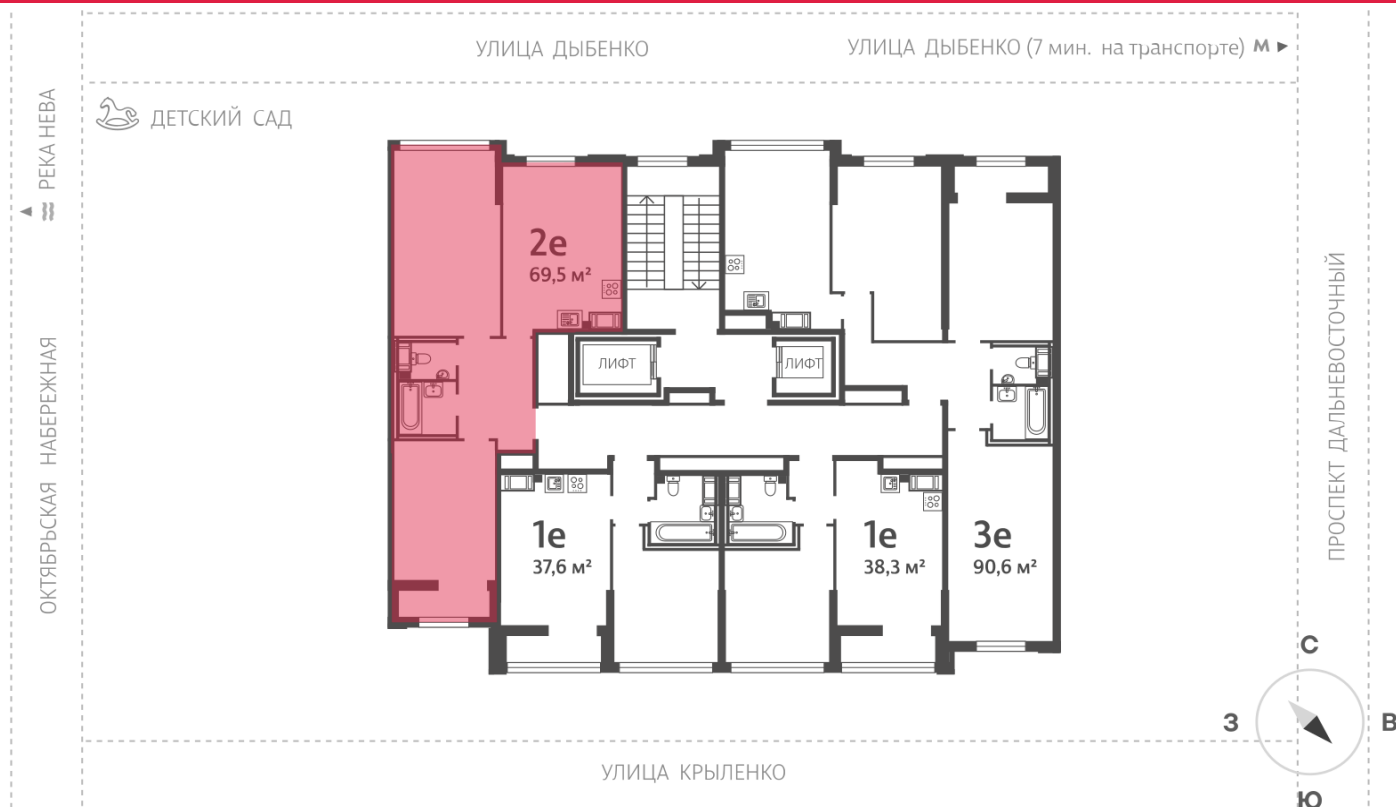 УЛИЦА ДЫБЕНКО
УЛИЦА ДЫБЕНКО (7 мин. на транспорте) М
ДЕТСКИЙ САД
РЕКА НЕВА
ОКТЯБРЬСКАЯ НАБЕРЕЖНАЯ
2е
69,5 м²
ЛИФТ
ЛИФТ
1е
37,6 м²
1е
38,3 м²
3е
90,6 м²
ПРОСПЕКТ ДАЛЬНЕВОСТОЧНЫЙ
С
З
В
Ю
УЛИЦА КРЫЛЕНКО